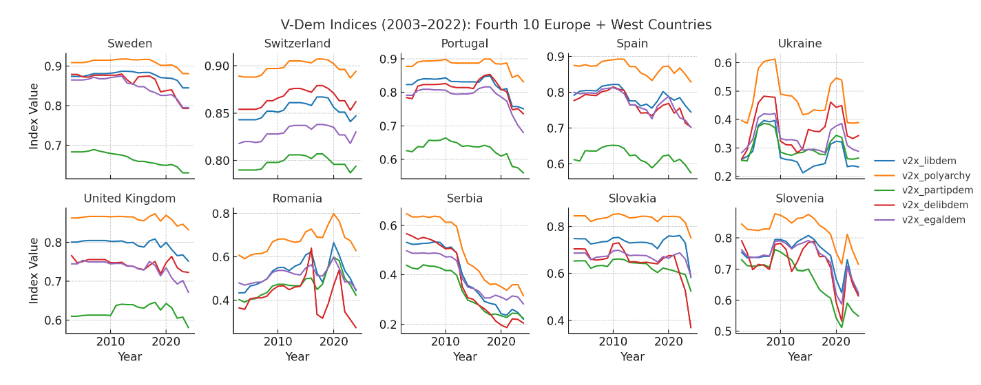 V-Dem Indices (2003–2022): Fourth 10 Europe + West Countries
Sweden
Switzerland
Portugal
Spain
Ukraine
Index Value
0.9
0.8
0.7
0.90
0.85
0.80
0.9
0.8
0.7
0.6
0.9
0.8
0.7
0.6
0.6
0.5
0.4
0.3
0.2
v2x_libdem
v2x_polyarchy
v2x_partipdem
v2x_delibdem
v2x_egaldem
United Kingdom
Romania
Serbia
Slovakia
Slovenia
Index Value
0.8
0.7
0.6
0.8
0.6
0.4
0.6
0.4
0.2
0.8
0.6
0.4
0.9
0.8
0.7
0.6
0.5
2010 2020
2010 2020
2010 2020
2010 2020
2010 2020
Year
Year
Year
Year
Year